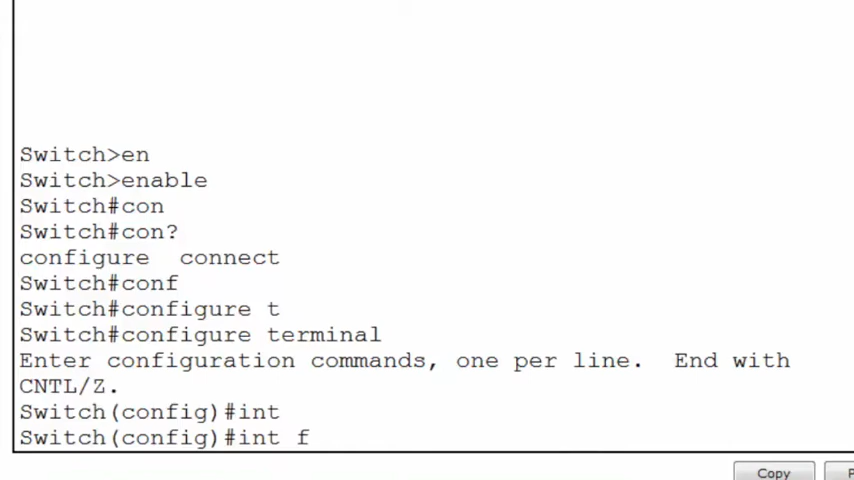 Switch>en
Switch>enable
Switch#con
Switch#con?
configure  connect
Switch#conf
Switch#configure t
Switch#configure terminal
Enter configuration commands, one per line.  End with
CNTL/Z.
Switch(config)#int
Switch(config)#int f
Copy